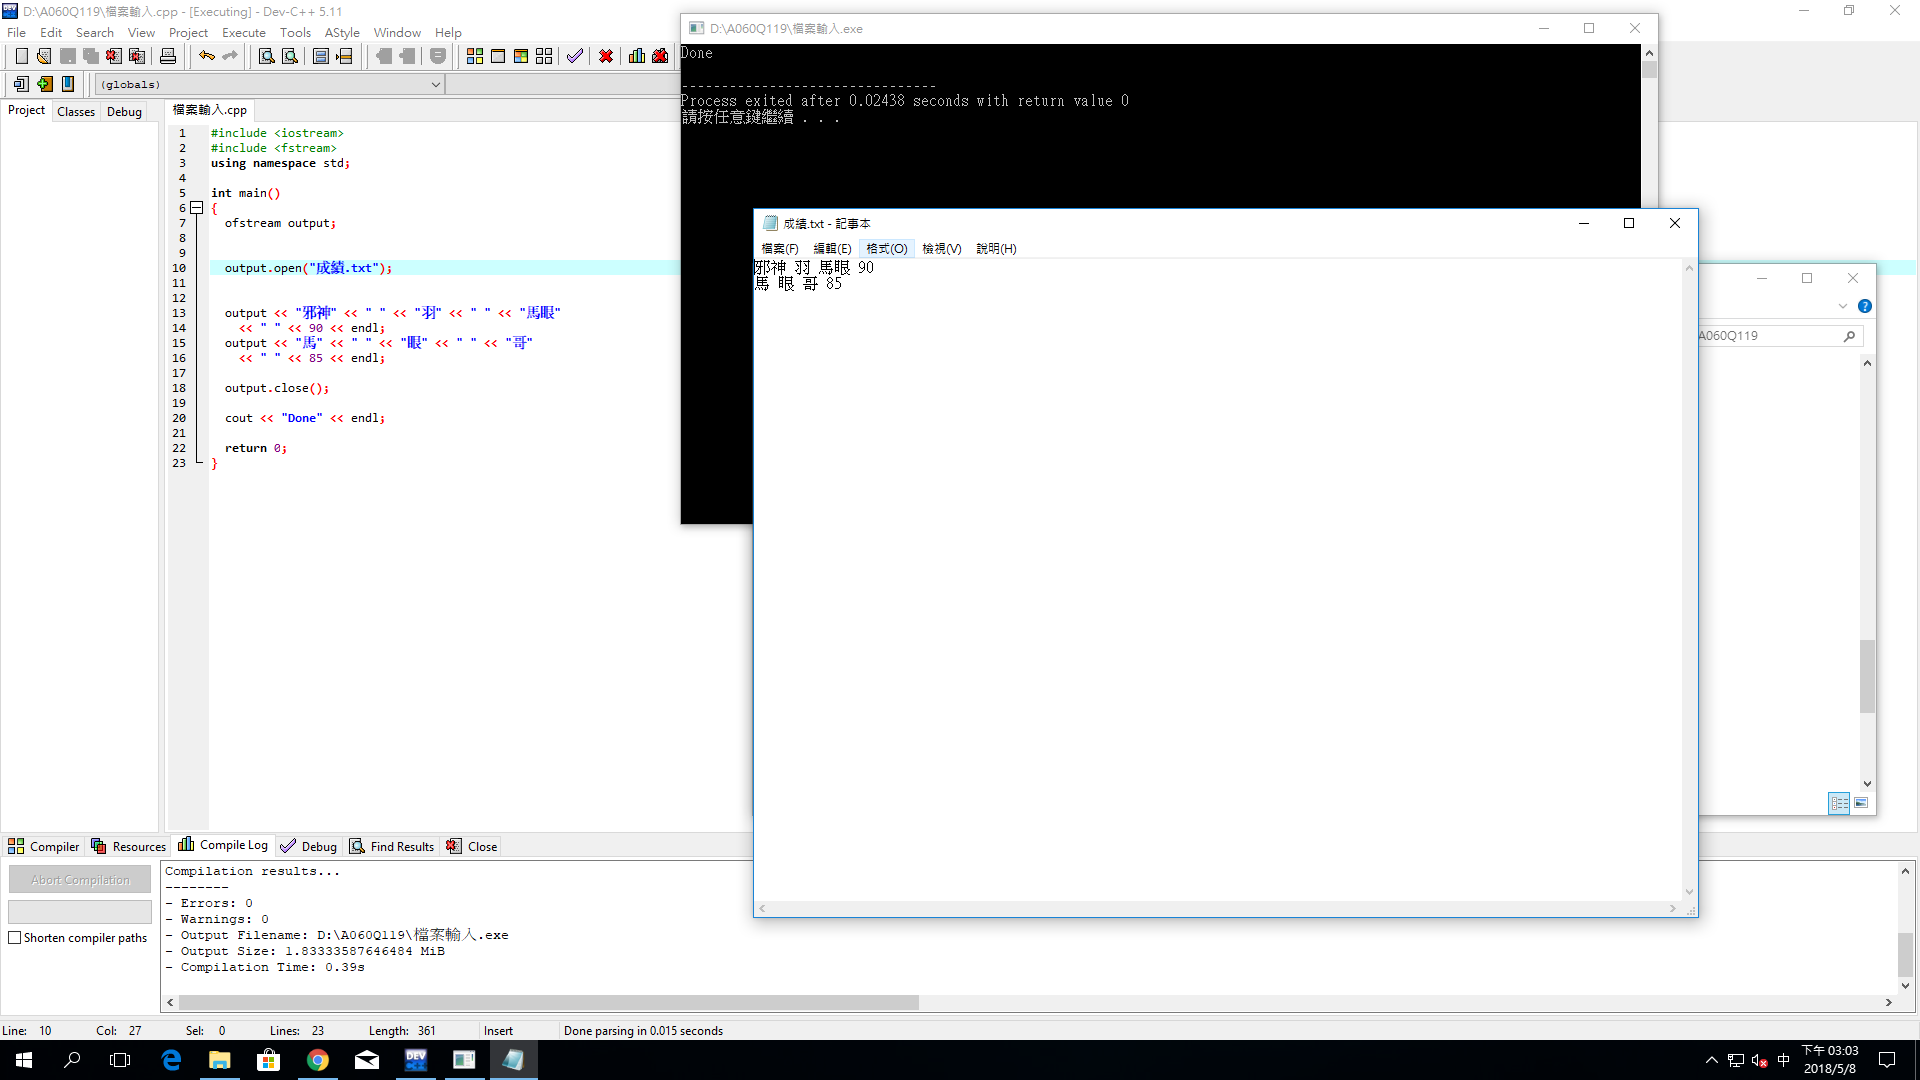 D:\A060Q119\檔案輸入.cpp - [Executing] - Dev-C++ 5.11
File Edit Search View Project Execute Tools AStyle Window Help
(globals)
Project Classes Debug
檔案輸入.cpp
1 #include <iostream>
2 #include <fstream>
3 using namespace std;
4
5 int main()
6 {
7 ofstream output;
8
9
10 output.open("成績.txt");
11
12
13 output << "邪神" << " " << "羽" << " " << "馬眼"
14 << " " << 90 << endl;
15 output << "馬" << " " << "眼" << " " << "哥"
16 << " " << 85 << endl;
17
18 output.close();
19
20 cout << "Done" << endl;
21
22 return 0;
23 }
D:\A060Q119\檔案輸入.exe
Done
--------------------------------
Process exited after 0.02438 seconds with return value 0
請按任意鍵繼續 . . .
成績.txt - 記事本
檔案(F) 編輯(E) 格式(O) 檢視(V) 說明(H)
邪神 羽 馬眼 90
馬 眼 哥 85
A060Q119
Compiler Resources Compile Log Debug Find Results Close
Abort Compilation
Shorten compiler paths
Compilation results...
--------
- Errors: 0
- Warnings: 0
- Output Filename: D:\A060Q119\檔案輸入.exe
- Output Size: 1.83333587646484 MiB
- Compilation Time: 0.39s
Line: 10 Col: 27 Sel: 0 Lines: 23 Length: 361 Insert Done parsing in 0.015 seconds
DEV
中
下午 03:03
2018/5/8